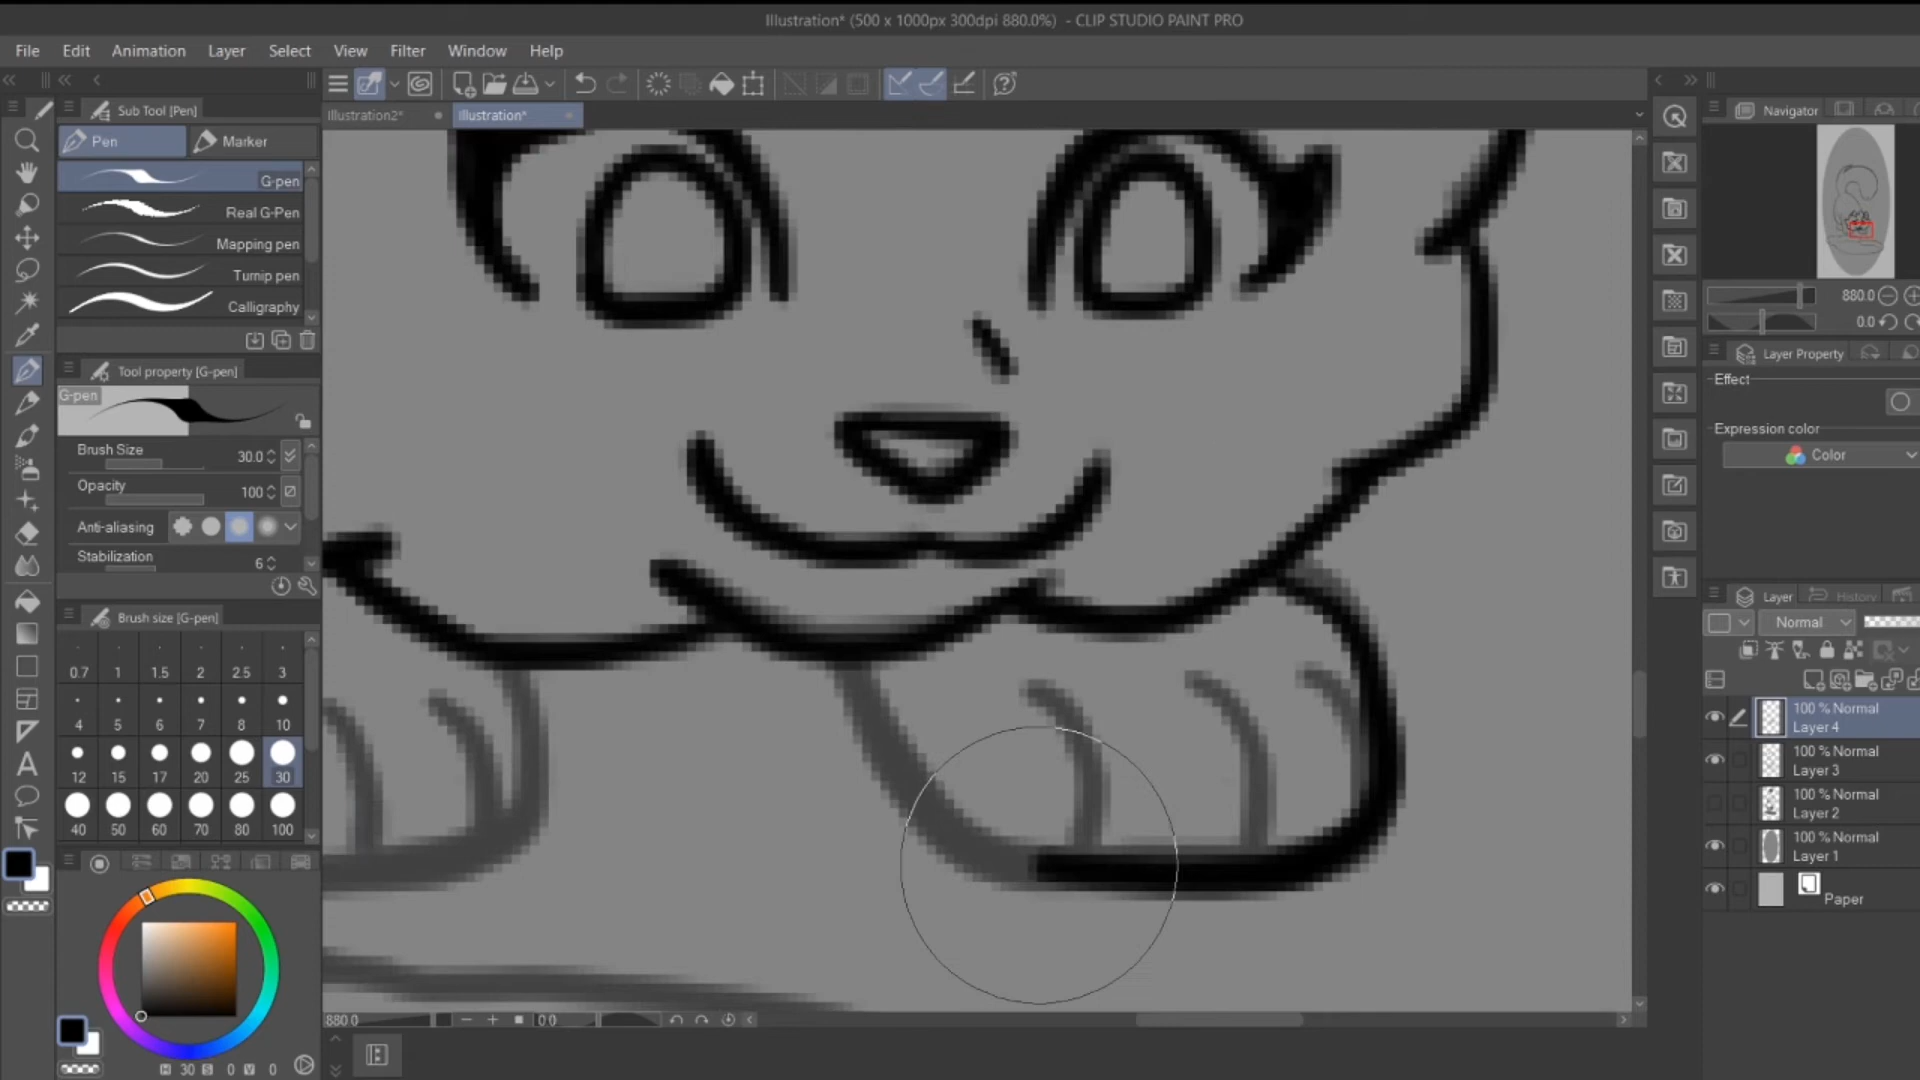 Illustration* (500 x 1000px 300dpi 880.0%) - CLIP STUDIO PAINT PRO
File Edit Animation Layer Select View Filter Window Help
Sub Tool [Pen]
Illustration2* Illustration*
Navigator
Pen Marker
G-pen
Real G-Pen
Mapping pen
Turnip pen
Calligraphy
880.0
0.0
Layer Property
Tool property [G-pen]
Effect
G-pen
Expression color
Color
Brush Size 30.0
Opacity 100
Anti-aliasing
Stabilization 6
Layer History
Brush size [G-pen]
Normal
0.7 1 1.5 2 2.5 3
4 5 6 7 8 10
12 15 17 20 25 30
40 50 60 70 80 100
100 % Normal
Layer 4
100 % Normal
Layer 3
100 % Normal
Layer 2
100 % Normal
Layer 1
Paper
880.0 0.0
H 30 S 0 V 0
A